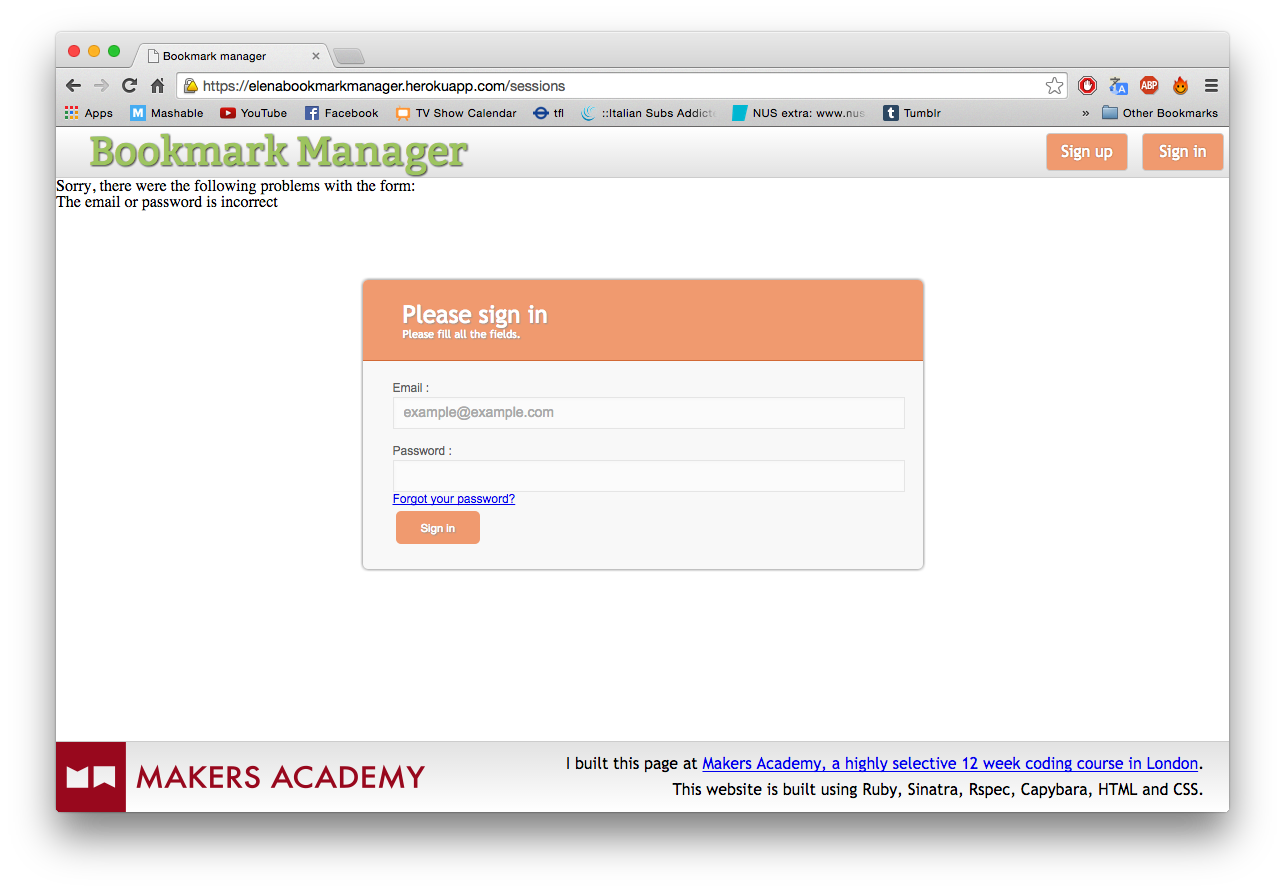 Bookmark manager
https://elenabookmarkmanager.herokuapp.com/sessions
ABP
Apps M Mashable YouTube f Facebook TV Show Calendar tfl ::Italian Subs Addict NUS extra: www.nus t Tumblr » Other Bookmarks
Bookmark Manager
Sign up Sign in
Sorry, there were the following problems with the form:
The email or password is incorrect
Please sign in
Please fill all the fields.
Email :
example@example.com
Password :
Forgot your password?
Sign in
MAKERS ACADEMY
I built this page at Makers Academy, a highly selective 12 week coding course in London.
This website is built using Ruby, Sinatra, Rspec, Capybara, HTML and CSS.